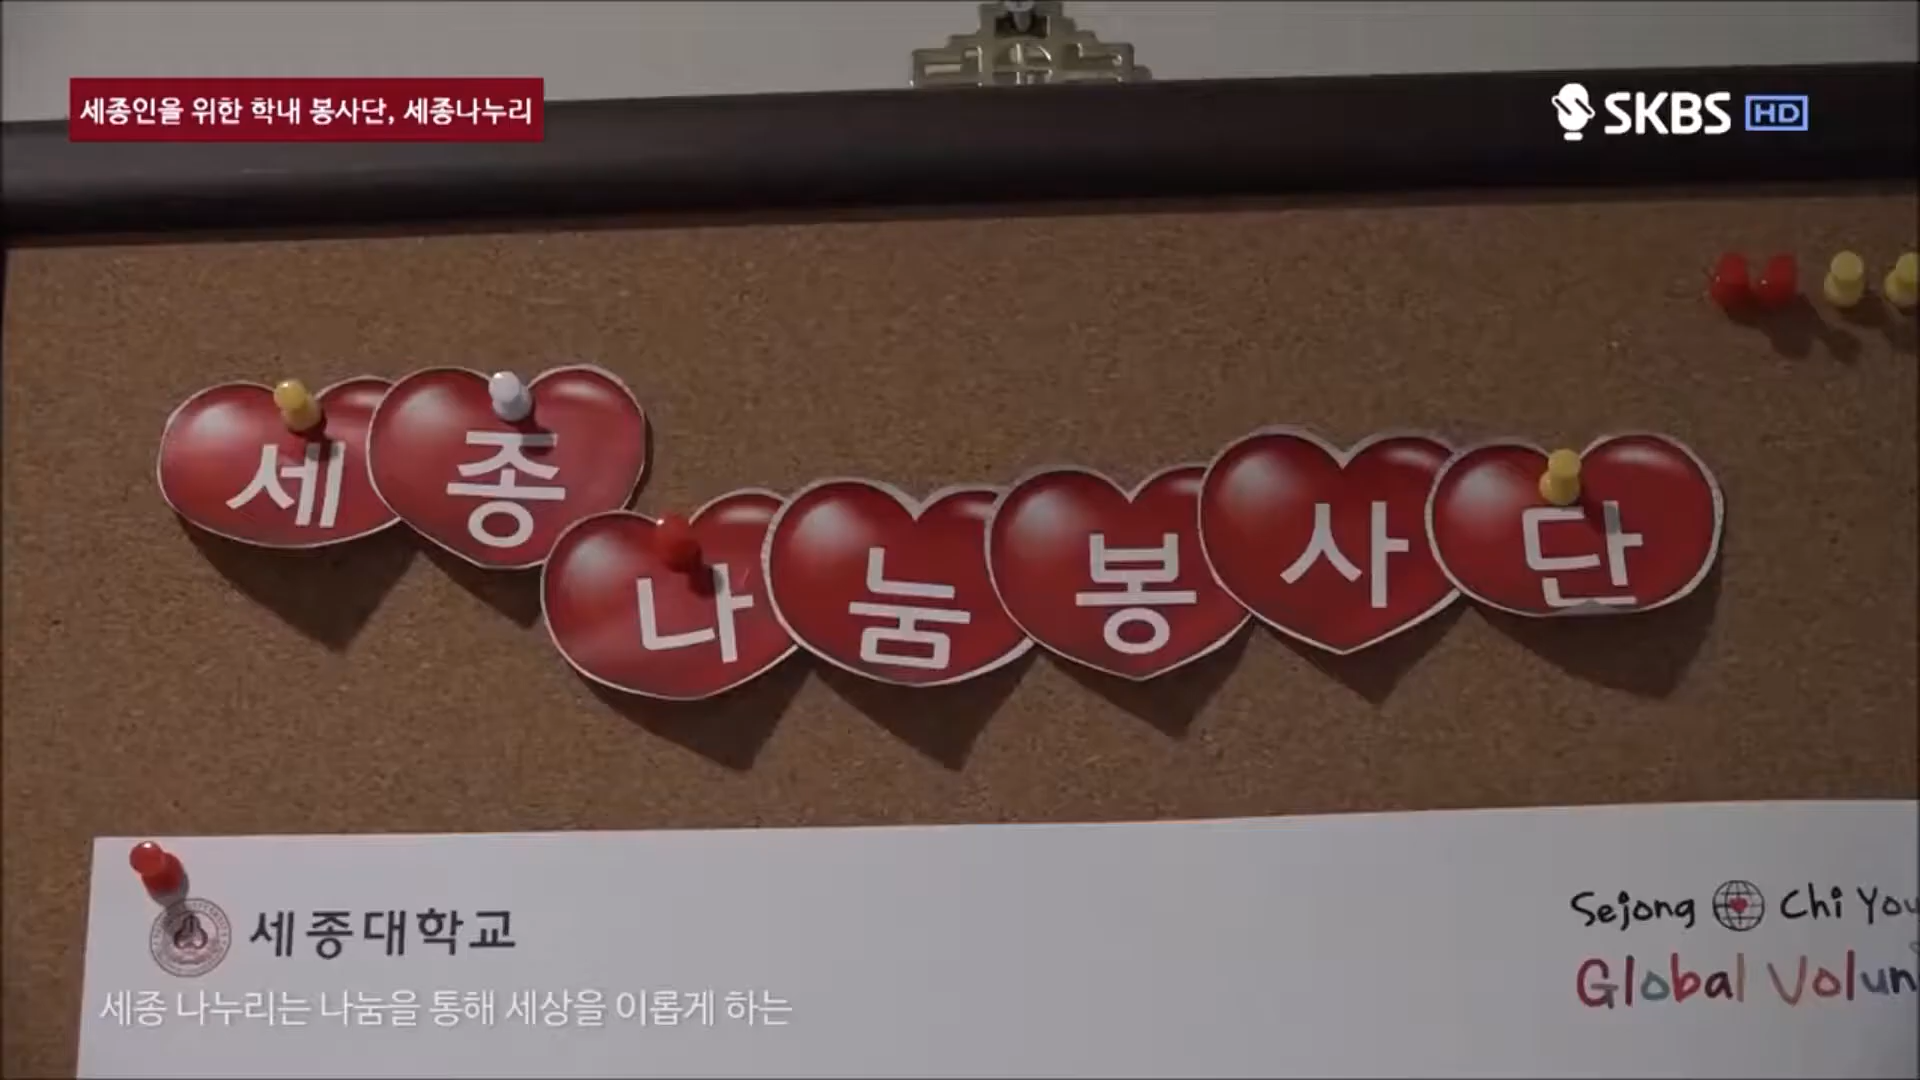 세종인을 위한 학내 봉사단, 세종나누리
SKBS HD
세종
나눔봉사단
세종대학교
Sejong Chi You
Global Volun
세종 나누리는 나눔을 통해 세상을 이롭게 하는